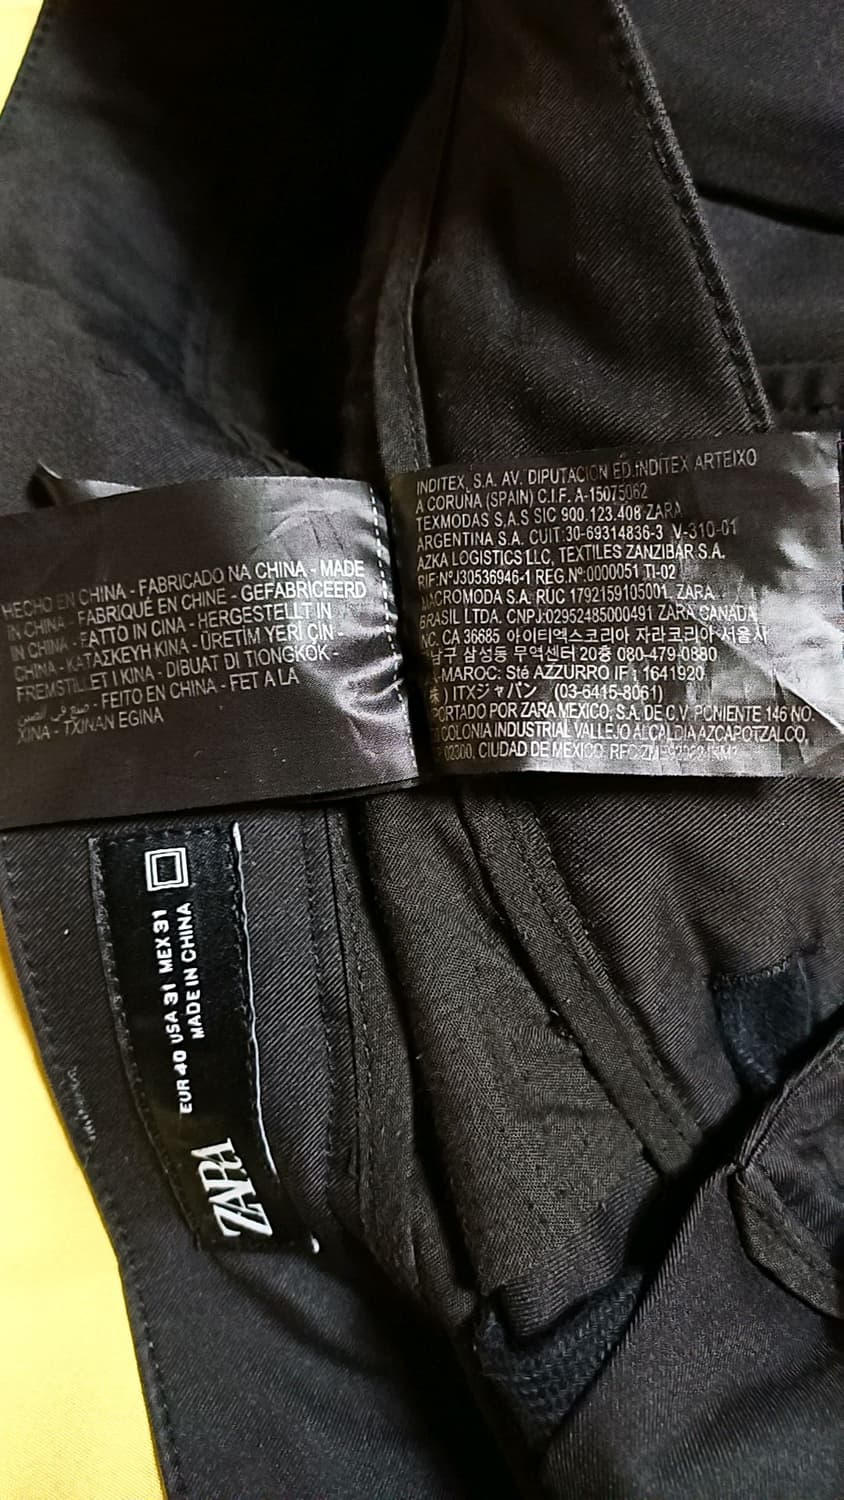 HECHO EN CHINA - FABRICADO NA CHINA - MADE
IN CHINA - FABRIQUÉ EN CHINE - GEFABRICEERD
IN CHINA - FATTO IN CINA - HERGESTELLT IN
CHINA - ΚΑΤΑΣΚΕΥΗ ΚΙΝΑ - ÜRETİM YERİ ÇİN -
FREMSTILLET I KINA - DIBUAT DI TIONGKOK -
صنع في الصين - FEITO EN CHINA - FET A LA
XINA - TXINAN EGINA
INDITEX, S.A. AV. DIPUTACION ED.INDITEX ARTEIXO
A CORUÑA (SPAIN) C.I.F. A-15075062
TEXMODAS S.A.S SIC 900.123.408 ZARA
ARGENTINA S.A. CUIT:30-69314836-3 V-310-01
AZKA LOGISTICS LLC, TEXTILES ZANZIBAR S.A.
RIF:NºJ30536946-1 REG.Nº:0000051 TI-02
MACROMODA S.A. RUC 1792159105001. ZARA
BRASIL LTDA. CNPJ:02952485000491 ZARA CANADA
INC. CA 36685 아이티엑스코리아 자라코리아 서울시
남구 삼성동 무역센터 20층 080-479-0880
-MAROC: Sté AZZURRO IF : 1641920
株) ITXジャパン (03-6415-8061)
PORTADO POR ZARA MEXICO, S.A. DE C.V. PONIENTE 146 NO.
COLONIA INDUSTRIAL VALLEJO ALCALDIA AZCAPOTZALCO,
02300, CIUDAD DE MEXICO.
EUR 40 USA 31 MEX 31
MADE IN CHINA
ZARA